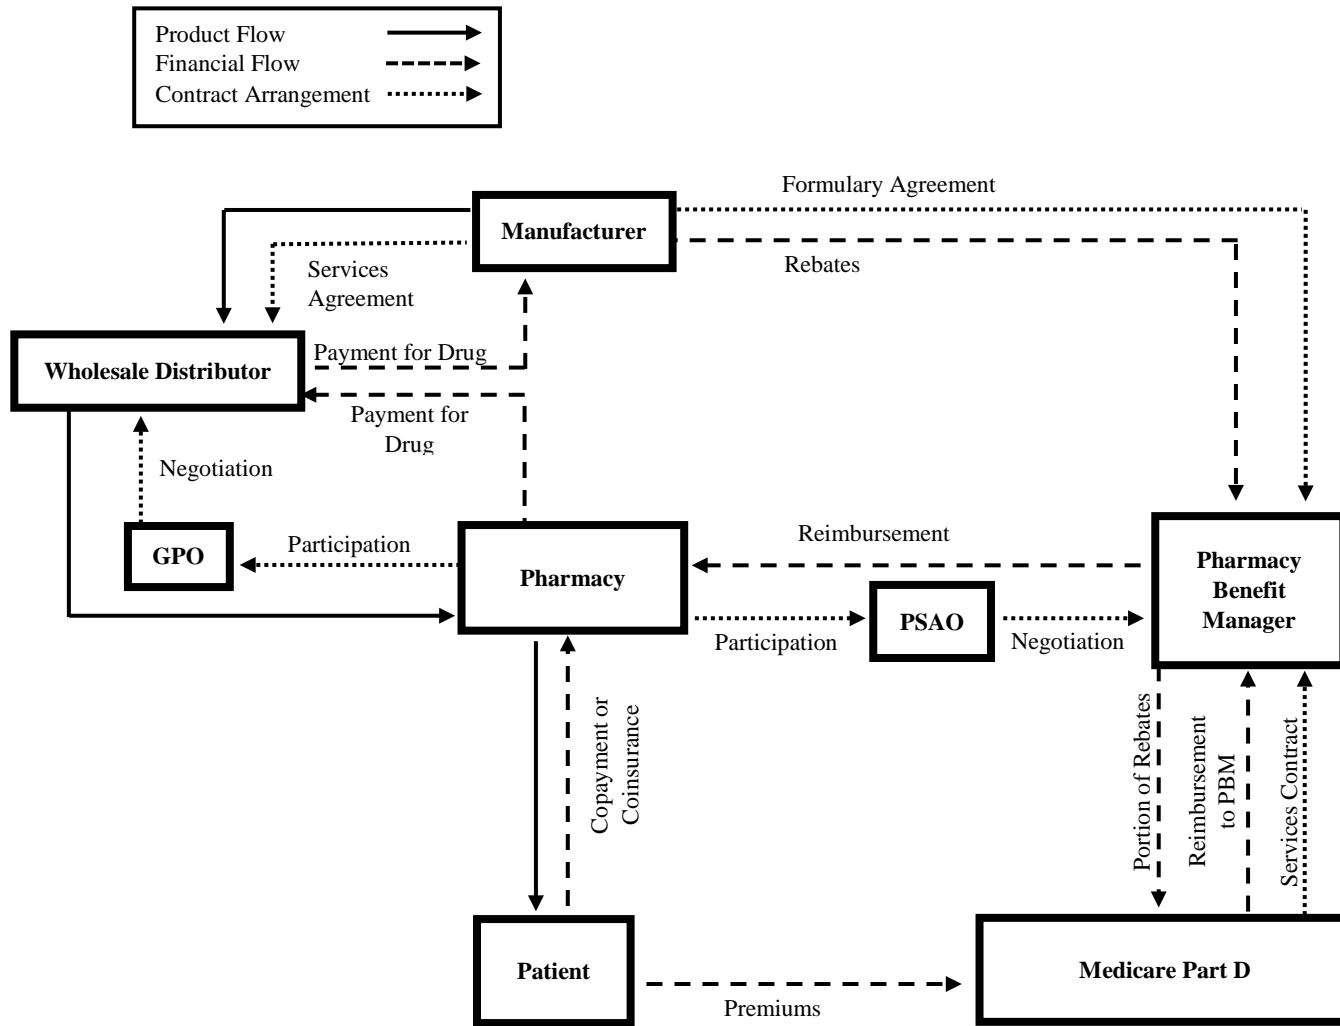 Product Flow
Financial Flow
Contract Arrangement
Formulary Agreement
Manufacturer
Rebates
Services
Agreement
Wholesale Distributor
Payment for Drug
Payment for
Drug
Negotiation
GPO
Participation
Pharmacy
Reimbursement
Pharmacy
Benefit
Manager
PSAO
Participation
Negotiation
Copayment or
Coinsurance
Portion of Rebates
Reimbursement
to PBM
Services Contract
Patient
Premiums
Medicare Part D